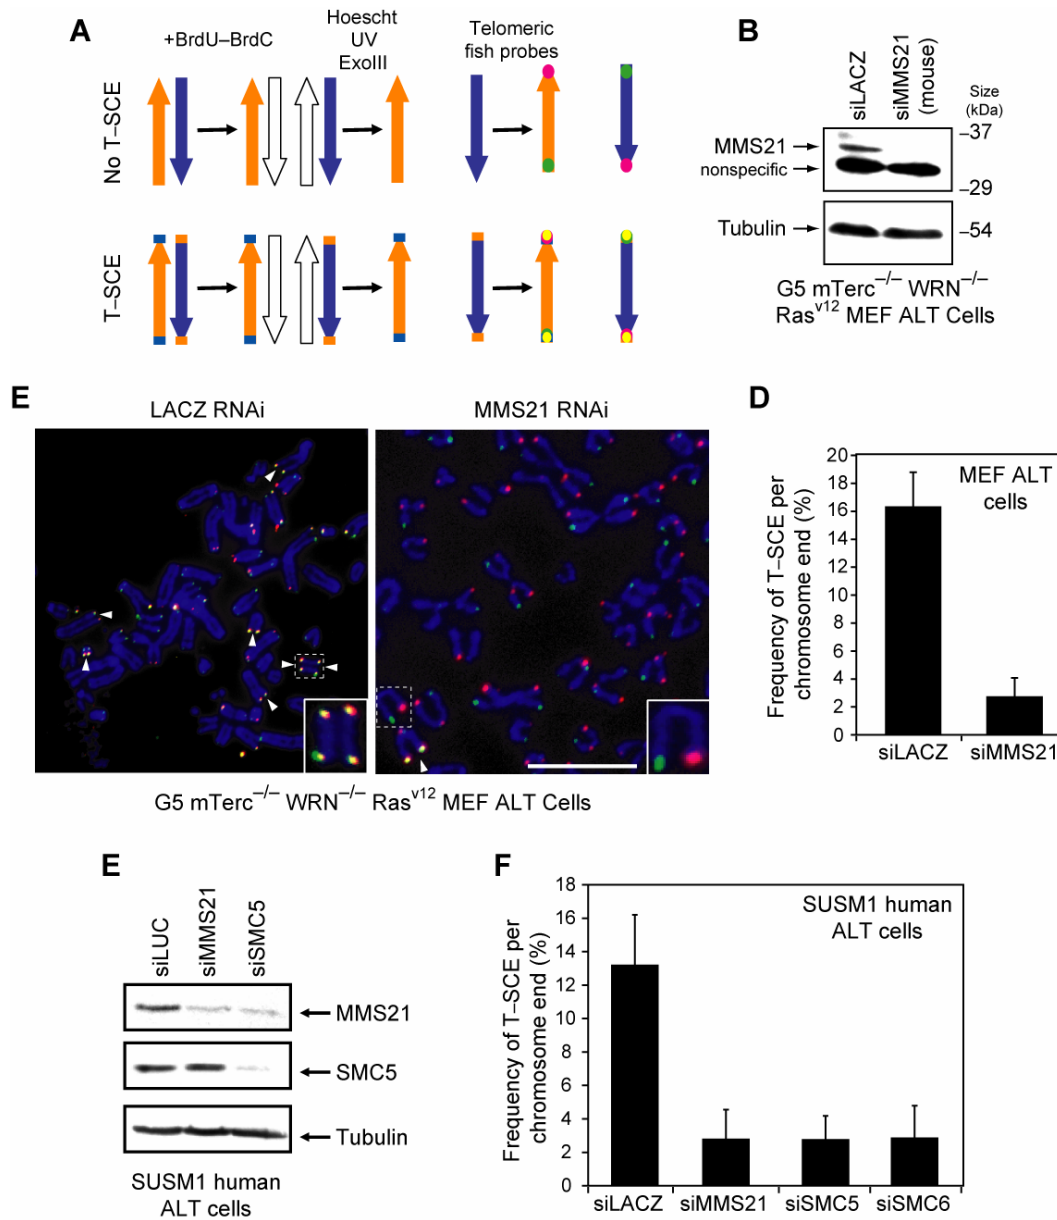 A
+BrdU–BrdC
Hoescht
UV
ExoIII
Telomeric
fish probes
No T–SCE
T–SCE
B
siLACZ
siMMS21
(mouse)
Size
(kDa)
MMS21
nonspecific
–37
–29
Tubulin
–54
G5 mTerc–/– WRN–/–
Rasv12 MEF ALT Cells
E
LACZ RNAi
MMS21 RNAi
G5 mTerc–/– WRN–/– Rasv12 MEF ALT Cells
D
Frequency of T–SCE per
chromosome end (%)
20
18
16
14
12
10
8
6
4
2
0
MEF ALT
cells
siLACZ
siMMS21
E
siLUC
siMMS21
siSMC5
MMS21
SMC5
Tubulin
SUSM1 human
ALT cells
F
Frequency of T–SCE per
chromosome end (%)
18
16
14
12
10
8
6
4
2
0
SUSM1 human
ALT cells
siLACZ
siMMS21
siSMC5
siSMC6